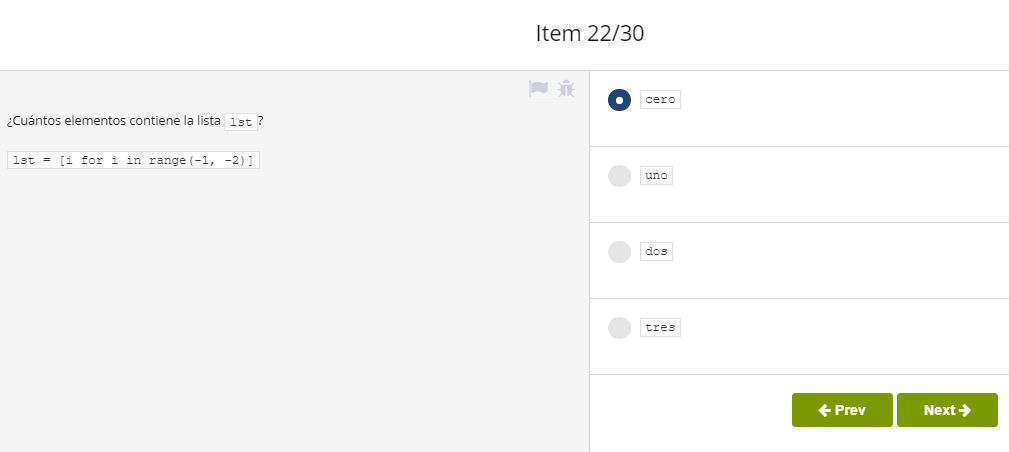 Item 22/30
¿Cuántos elementos contiene la lista lst?
lst = [i for i in range(-1, -2)]
cero
uno
dos
tres
Prev
Next